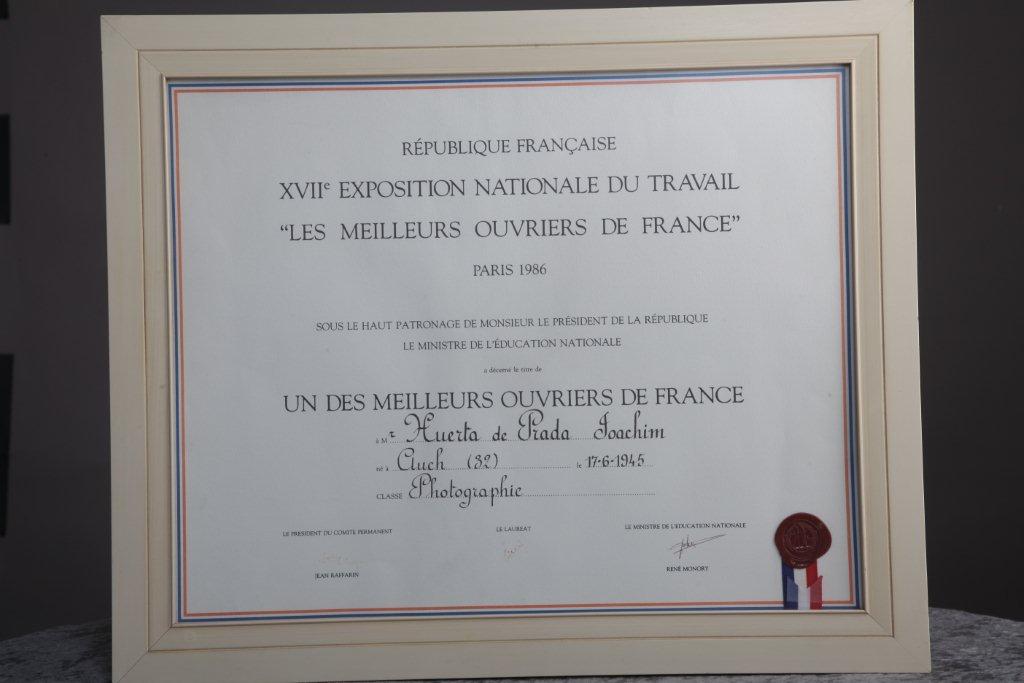 RÉPUBLIQUE FRANÇAISE
XVIIe EXPOSITION NATIONALE DU TRAVAIL
“LES MEILLEURS OUVRIERS DE FRANCE”
PARIS 1986
SOUS LE HAUT PATRONAGE DE MONSIEUR LE PRÉSIDENT DE LA RÉPUBLIQUE
LE MINISTRE DE L'ÉDUCATION NATIONALE
a décerné le titre de
UN DES MEILLEURS OUVRIERS DE FRANCE
à Mr Huerta de Prada Joachim
né à Auch (32) le 17-6-1945
CLASSE Photographie
LE PRESIDENT DU COMITE PERMANENT LE LAUREAT LE MINISTRE DE L'EDUCATION NATIONALE
JEAN RAFFARIN RENÉ MONORY